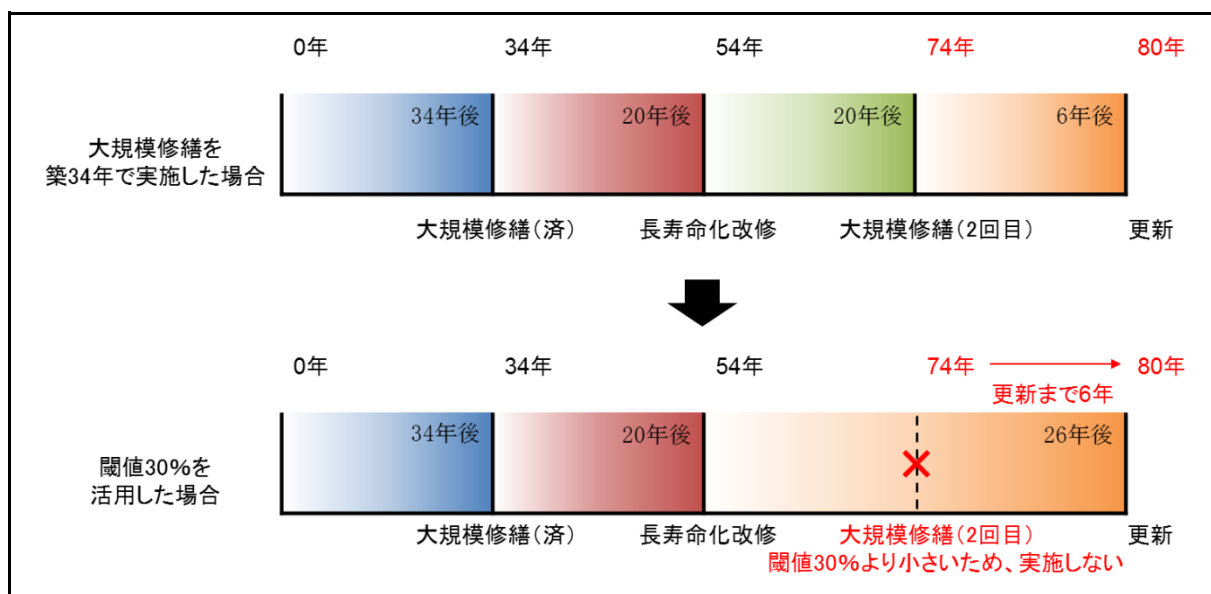 0年 34年 54年 74年 80年
34年後 20年後 20年後 6年後
大規模修繕を
築34年で実施した場合
大規模修繕(済) 長寿命化改修 大規模修繕(2回目) 更新
0年 34年 54年 74年 80年
更新まで6年
34年後 20年後 26年後
閾値30%を
活用した場合
大規模修繕(済) 長寿命化改修 大規模修繕(2回目) 更新
閾値30%より小さいため、実施しない